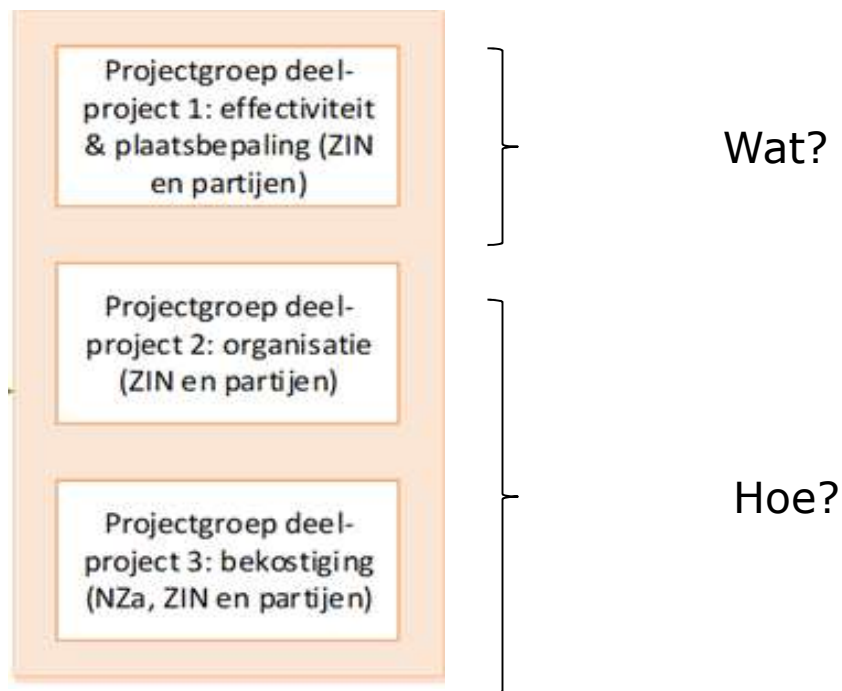 Projectgroep deel-
project 1: effectiviteit
& plaatsbepaling (ZIN
en partijen)
Wat?
Projectgroep deel-
project 2: organisatie
(ZIN en partijen)
Projectgroep deel-
project 3: bekostiging
(NZa, ZIN en partijen)
Hoe?